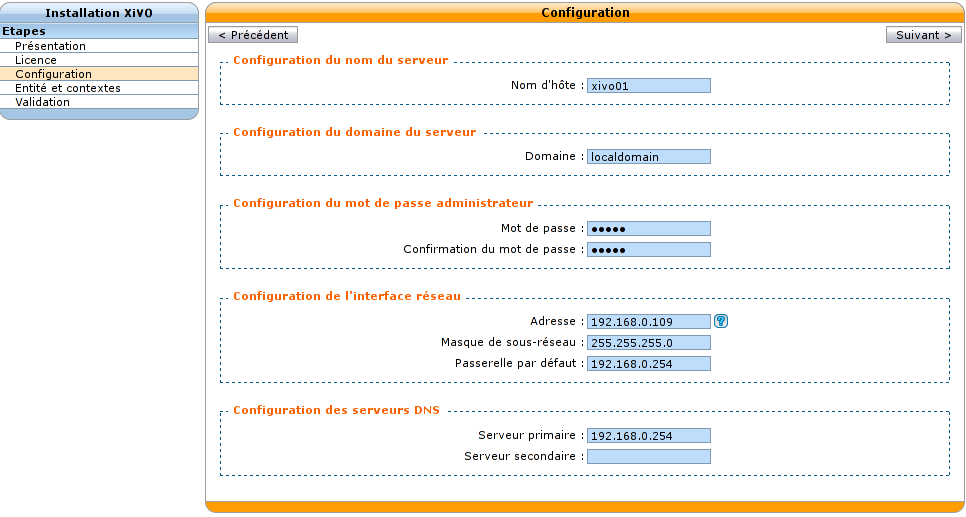 Installation XiVO
Etapes
Présentation
Licence
Configuration
Entité et contextes
Validation
Configuration
< Précédent
Suivant >
Configuration du nom du serveur
Nom d'hôte : xivo01
Configuration du domaine du serveur
Domaine : localdomain
Configuration du mot de passe administrateur
Mot de passe : •••••
Confirmation du mot de passe : •••••
Configuration de l'interface réseau
Adresse : 192.168.0.109 ?
Masque de sous-réseau : 255.255.255.0
Passerelle par défaut : 192.168.0.254
Configuration des serveurs DNS
Serveur primaire : 192.168.0.254
Serveur secondaire :